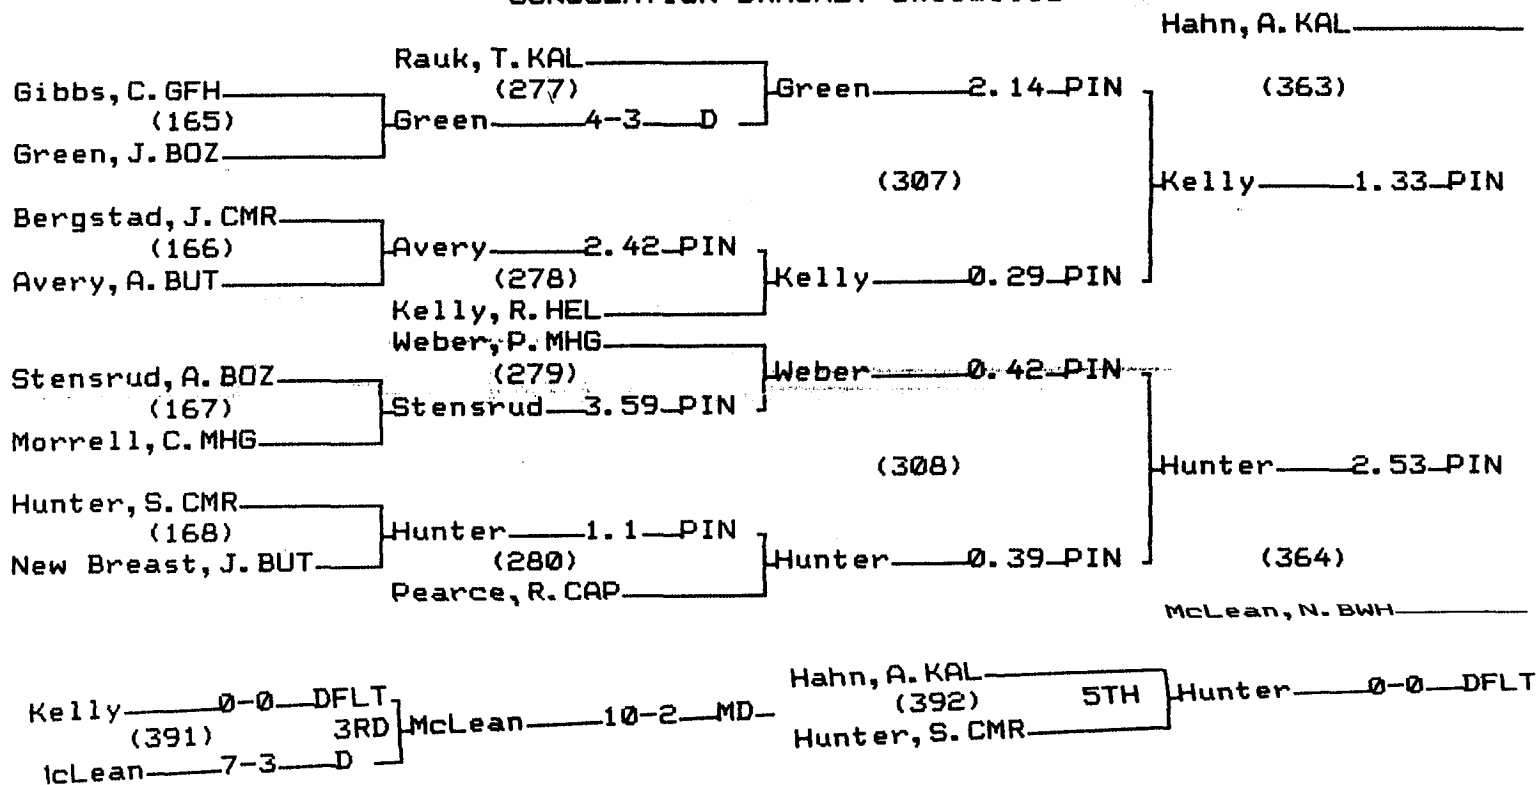 Hahn, A. KAL
Rauk, T. KAL
Gibbs, C. GFH (277) Green 2.14 PIN (363)
(165) Green 4-3 D
Green, J. BOZ
(307) Kelly 1.33 PIN
Bergstad, J. CMR
(166) Avery 2.42 PIN
Avery, A. BUT (278) Kelly 0.29 PIN
Kelly, R. HEL
Weber, P. MHG
Stensrud, A. BOZ (279) Weber 0.42 PIN
(167) Stensrud 3.59 PIN
Morrell, C. MHG
(308) Hunter 2.53 PIN
Hunter, S. CMR
(168) Hunter 1.1 PIN
New Breast, J. BUT (280) Hunter 0.39 PIN (364)
Pearce, R. CAP
McLean, N. BWH
Hahn, A. KAL
Kelly 0-0 DFLT (392) 5TH Hunter 0-0 DFLT
(391) 3RD McLean 10-2 MD
Hunter, S. CMR
lcLean 7-3 D